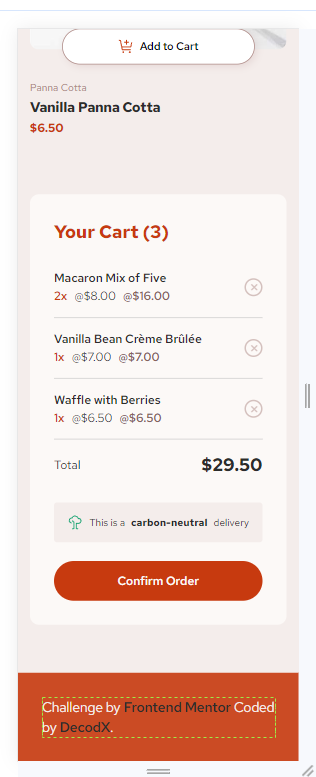 Add to Cart
Panna Cotta
Vanilla Panna Cotta
$6.50
Your Cart (3)
Macaron Mix of Five
2x @$8.00 @$16.00
Vanilla Bean Crème Brûlée
1x @$7.00 @$7.00
Waffle with Berries
1x @$6.50 @$6.50
Total $29.50
This is a carbon-neutral delivery
Confirm Order
Challenge by Frontend Mentor Coded
by DecodX.